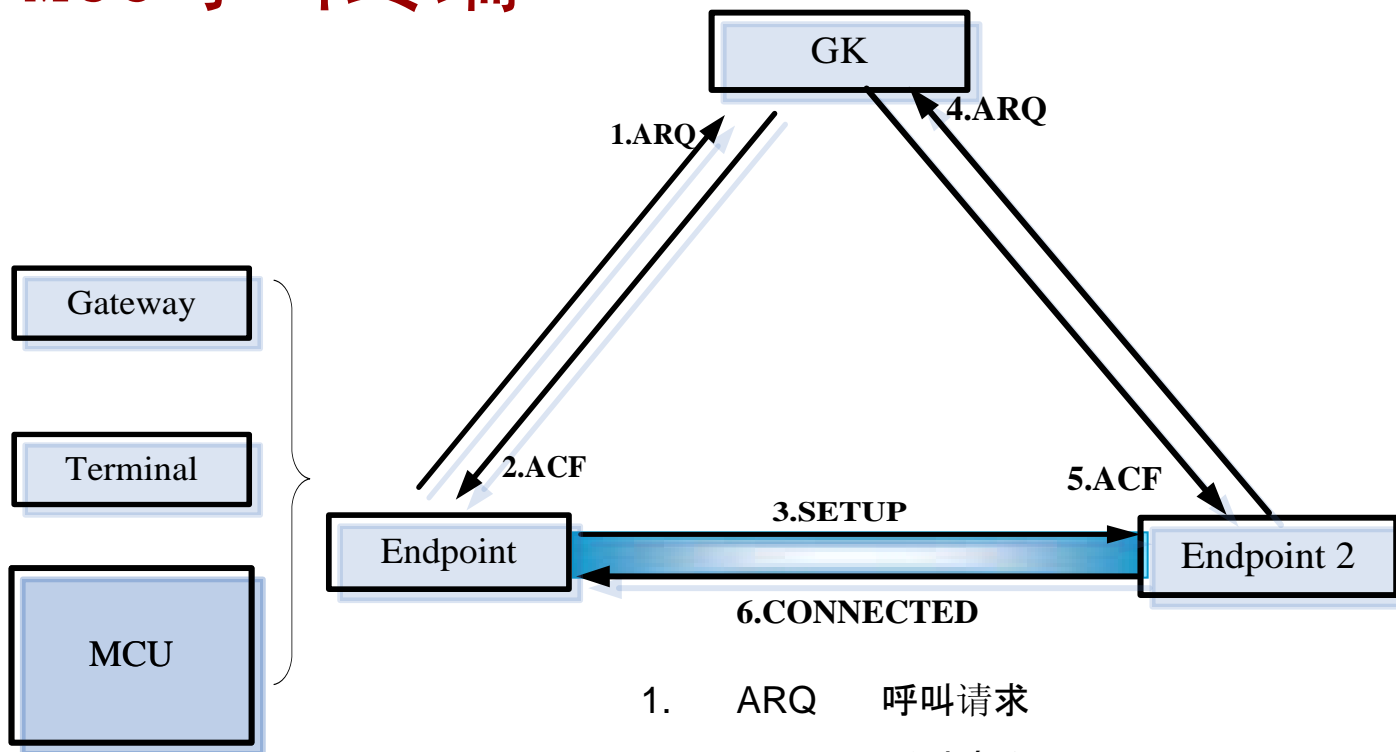 GK
4.ARQ
1.ARQ
Gateway
Terminal
2.ACF
5.ACF
3.SETUP
Endpoint
Endpoint 2
6.CONNECTED
MCU
1. ARQ 呼叫请求